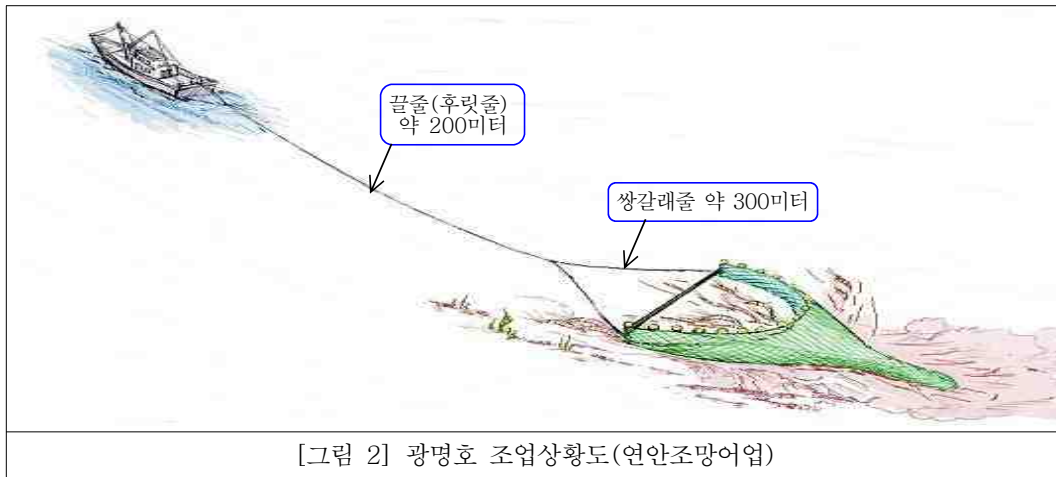 끌줄(후릿줄)
약 200미터
쌍갈래줄 약 300미터
[그림 2] 광명호 조업상황도(연안조망어업)